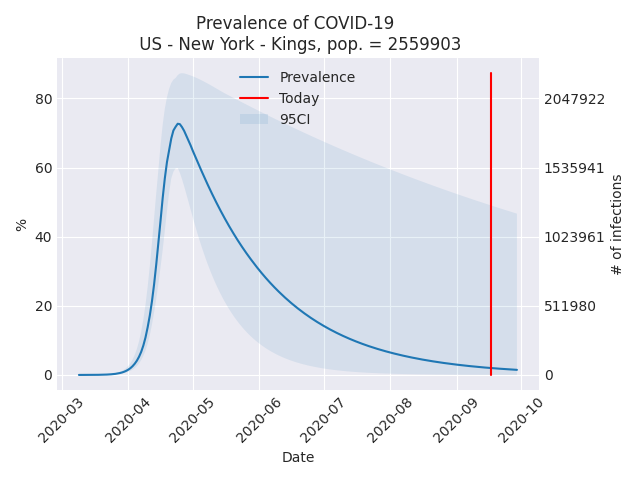 Prevalence of COVID-19
US - New York - Kings, pop. = 2559903
Prevalence
Today
95CI
80
60
40
20
0
%
2047922
1535941
1023961
511980
0
# of infections
2020-03
2020-04
2020-05
2020-06
2020-07
2020-08
2020-09
2020-10
Date